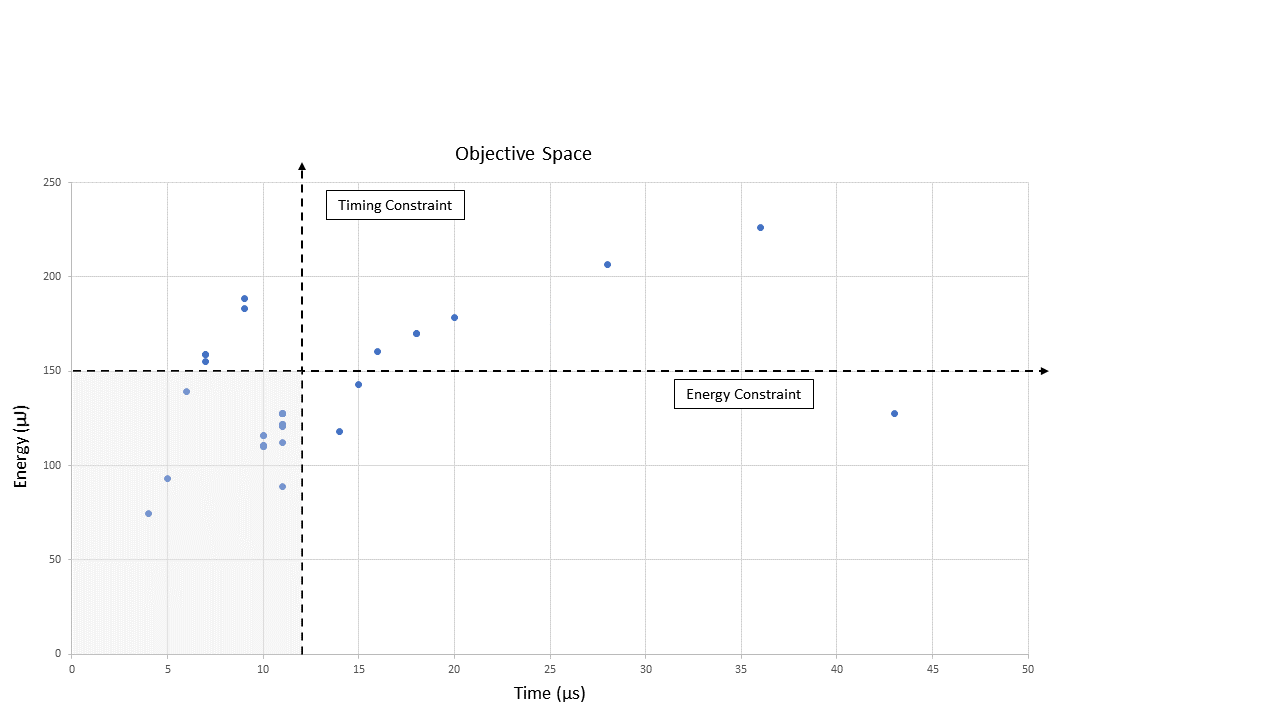 Objective Space
250
Timing Constraint
200
150
Energy Constraint
Energy (µJ)
100
50
0
0 5 10 15 20 25 30 35 40 45 50
Time (µs)